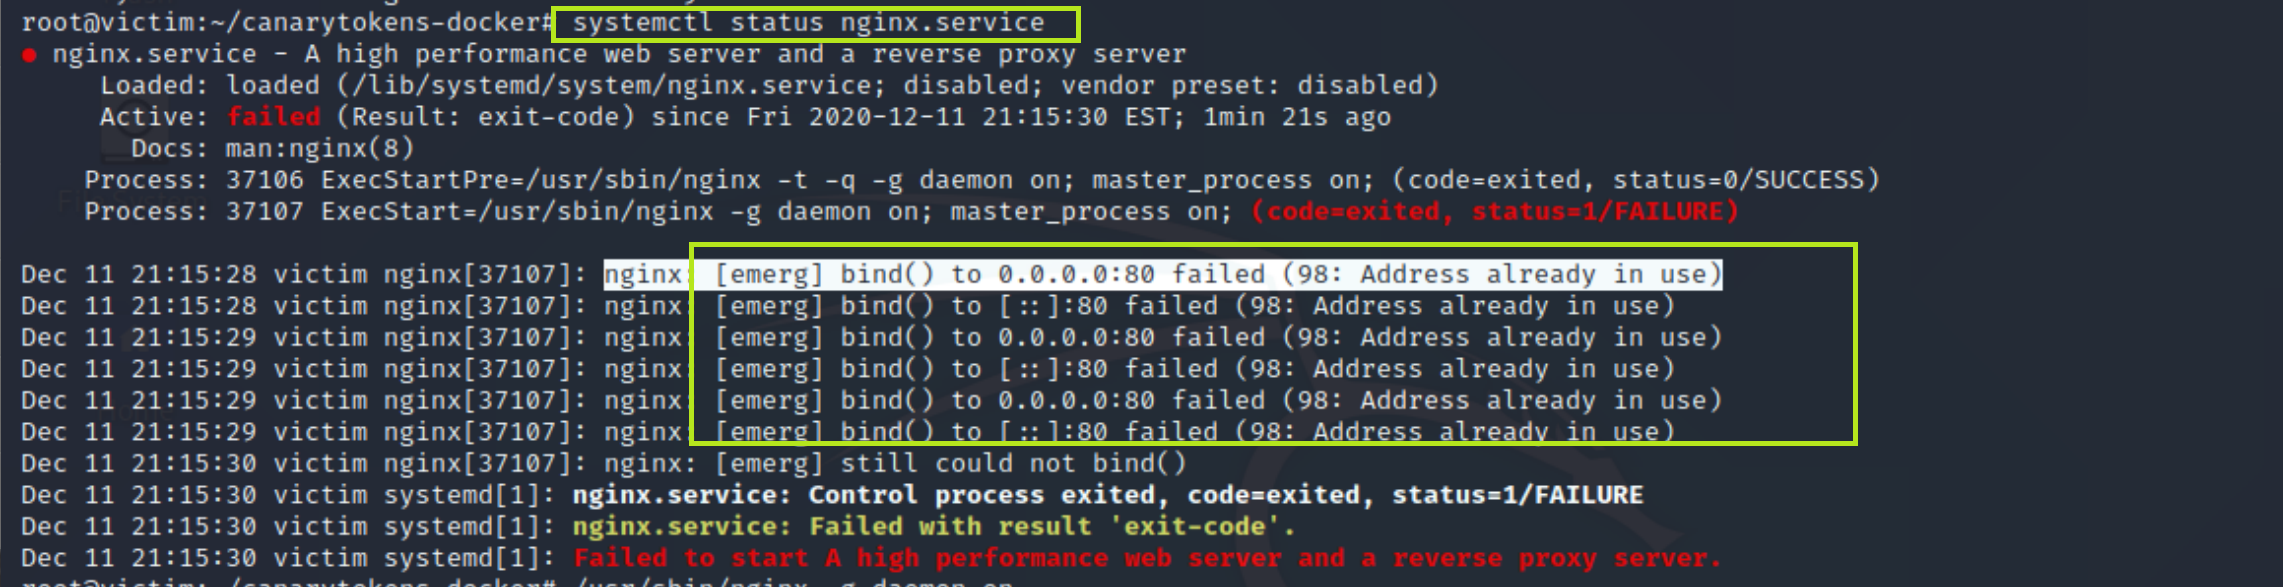 root@victim:~/canarytokens-docker# systemctl status nginx.service
● nginx.service - A high performance web server and a reverse proxy server
Loaded: loaded (/lib/systemd/system/nginx.service; disabled; vendor preset: disabled)
Active: failed (Result: exit-code) since Fri 2020-12-11 21:15:30 EST; 1min 21s ago
Docs: man:nginx(8)
Process: 37106 ExecStartPre=/usr/sbin/nginx -t -q -g daemon on; master_process on; (code=exited, status=0/SUCCESS)
Process: 37107 ExecStart=/usr/sbin/nginx -g daemon on; master_process on; (code=exited, status=1/FAILURE)
Dec 11 21:15:28 victim nginx[37107]: nginx: [emerg] bind() to 0.0.0.0:80 failed (98: Address already in use)
Dec 11 21:15:28 victim nginx[37107]: nginx: [emerg] bind() to [::]:80 failed (98: Address already in use)
Dec 11 21:15:29 victim nginx[37107]: nginx: [emerg] bind() to 0.0.0.0:80 failed (98: Address already in use)
Dec 11 21:15:29 victim nginx[37107]: nginx: [emerg] bind() to [::]:80 failed (98: Address already in use)
Dec 11 21:15:29 victim nginx[37107]: nginx: [emerg] bind() to 0.0.0.0:80 failed (98: Address already in use)
Dec 11 21:15:29 victim nginx[37107]: nginx: [emerg] bind() to [::]:80 failed (98: Address already in use)
Dec 11 21:15:30 victim nginx[37107]: nginx: [emerg] still could not bind()
Dec 11 21:15:30 victim systemd[1]: nginx.service: Control process exited, code=exited, status=1/FAILURE
Dec 11 21:15:30 victim systemd[1]: nginx.service: Failed with result 'exit-code'.
Dec 11 21:15:30 victim systemd[1]: Failed to start A high performance web server and a reverse proxy server.
root@victim:~/canarytokens-docker# /usr/sbin/nginx -g daemon on